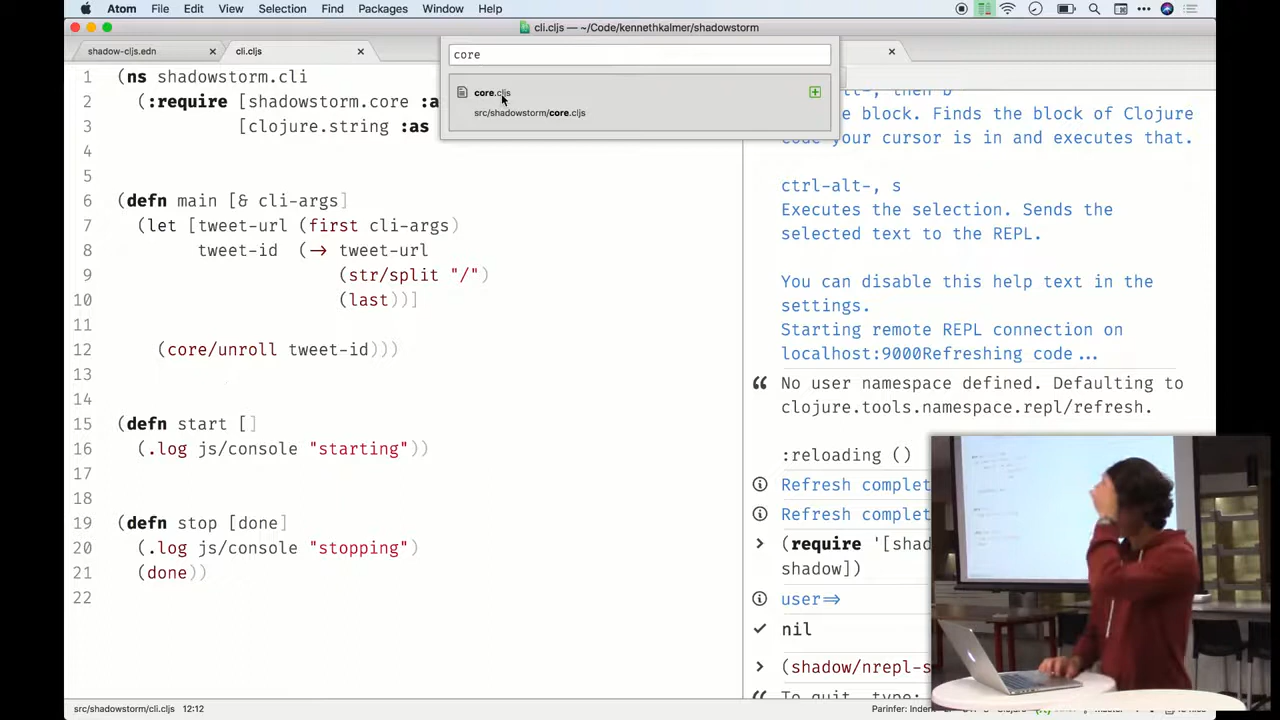 Atom File Edit View Selection Find Packages Window Help
cli.cljs — ~/Code/kennethkalmer/shadowstorm
shadow-cljs.edn
cli.cljs
core
core.cljs
src/shadowstorm/core.cljs
1 (ns shadowstorm.cli
2 (:require [shadowstorm.core :a
3 [clojure.string :as
4
5
6 (defn main [& cli-args]
7 (let [tweet-url (first cli-args)
8 tweet-id (-> tweet-url
9 (str/split "/")
10 (last))]
11
12 (core/unroll tweet-id)))
13
14
15 (defn start []
16 (.log js/console "starting"))
17
18
19 (defn stop [done]
20 (.log js/console "stopping")
21 (done))
22
, then b
e block. Finds the block of Clojure
code your cursor is in and executes that.
ctrl-alt-, s
Executes the selection. Sends the
selected text to the REPL.
You can disable this help text in the
settings.
Starting remote REPL connection on
localhost:9000Refreshing code...
No user namespace defined. Defaulting to
clojure.tools.namespace.repl/refresh.
:reloading ()
Refresh complet
Refresh complet
(require '[shad
shadow])
user=>
nil
(shadow/nrepl-s
To quit, type:
src/shadowstorm/cli.cljs 12:12
Parinfer: Inden